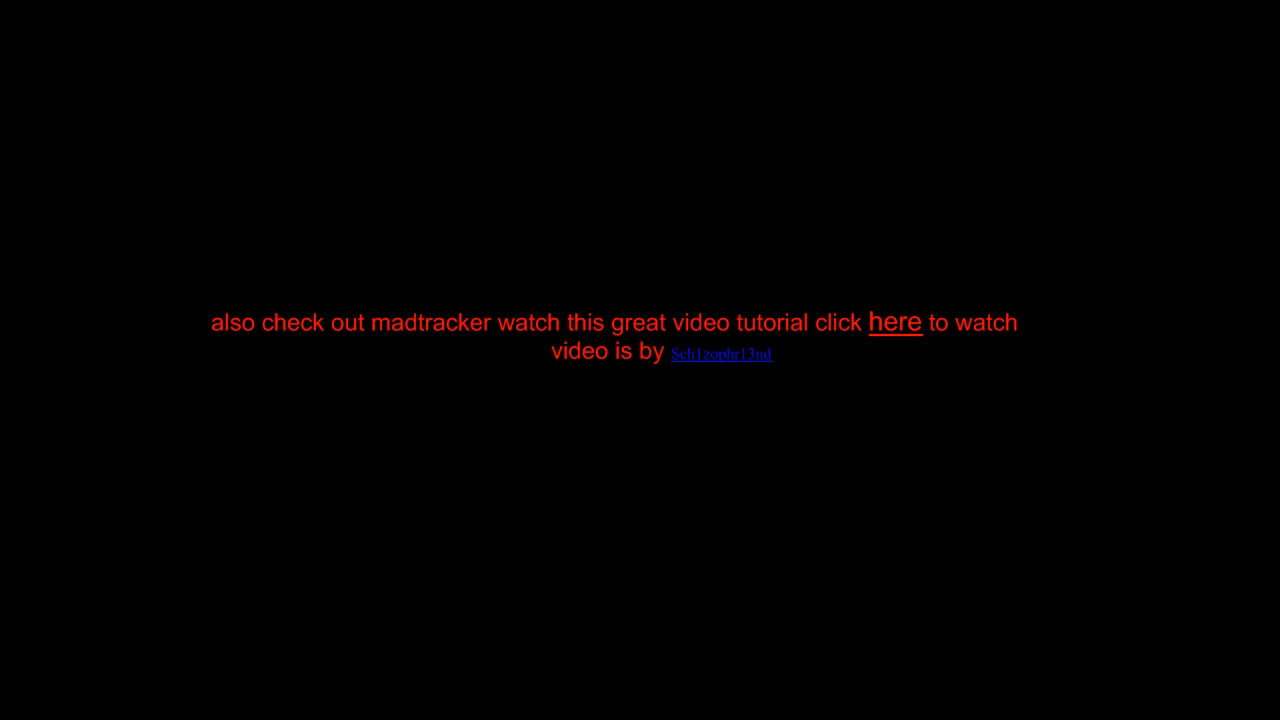 also check out madtracker watch this great video tutorial click here to watch
video is by Sch1zophr13nd